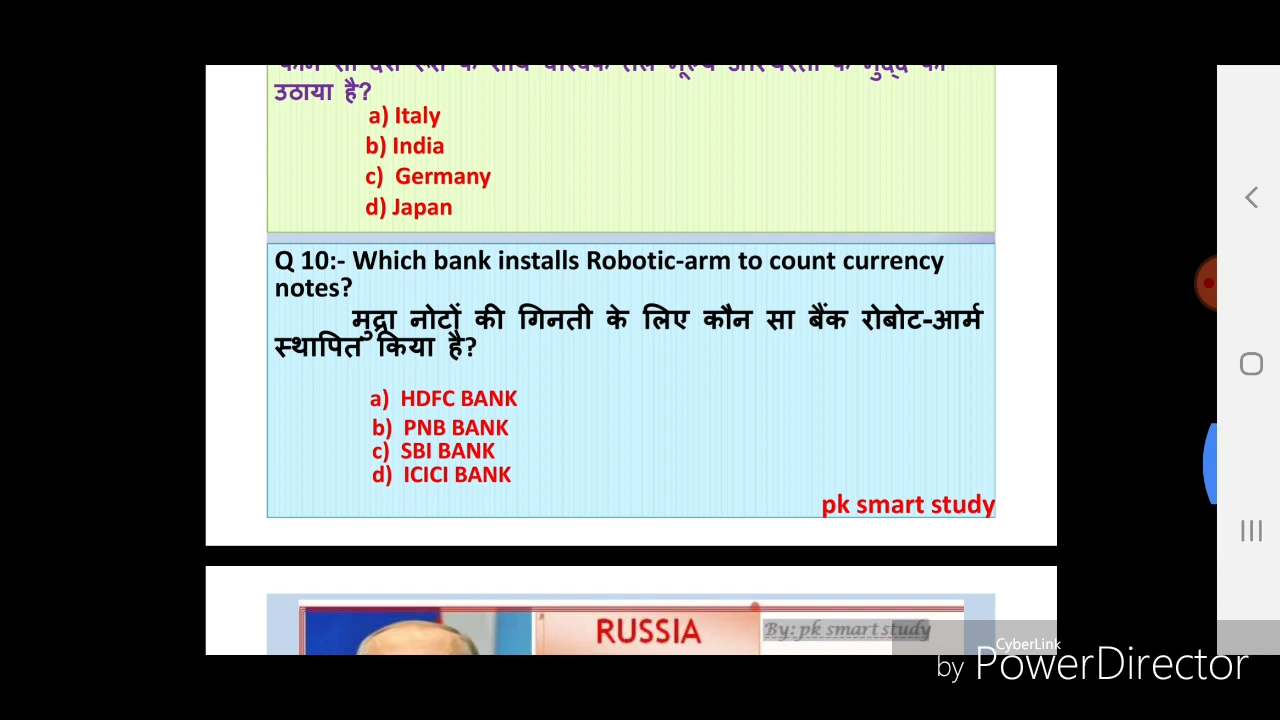 उठाया है?
a) Italy
b) India
c) Germany
d) Japan
Q 10:- Which bank installs Robotic-arm to count currency
notes?
मुद्रा नोटों की गिनती के लिए कौन सा बैंक रोबोट-आर्म
स्थापित किया है?
a) HDFC BANK
b) PNB BANK
c) SBI BANK
d) ICICI BANK
pk smart study
RUSSIA
By: pk smart study
CyberLink
by PowerDirector